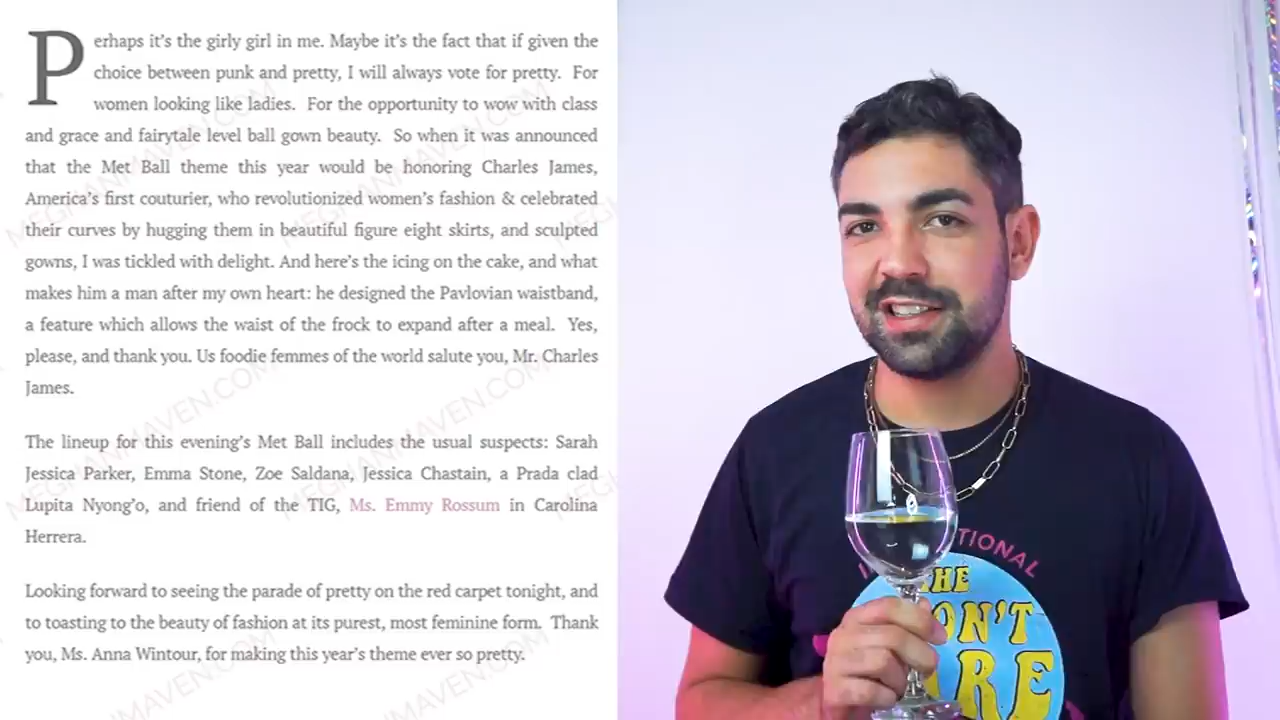 Perhaps it's the girly girl in me. Maybe it's the fact that if given the
choice between punk and pretty, I will always vote for pretty.  For
women looking like ladies.  For the opportunity to wow with class
and grace and fairytale level ball gown beauty.  So when it was announced
that the Met Ball theme this year would be honoring Charles James,
America's first couturier, who revolutionized women's fashion & celebrated
their curves by hugging them in beautiful figure eight skirts, and sculpted
gowns, I was tickled with delight. And here's the icing on the cake, and what
makes him a man after my own heart: he designed the Pavlovian waistband,
a feature which allows the waist of the frock to expand after a meal.  Yes,
please, and thank you. Us foodie femmes of the world salute you, Mr. Charles
James.
The lineup for this evening's Met Ball includes the usual suspects: Sarah
Jessica Parker, Emma Stone, Zoe Saldana, Jessica Chastain, a Prada clad
Lupita Nyong'o, and friend of the TIG, Ms. Emmy Rossum in Carolina
Herrera.
Looking forward to seeing the parade of pretty on the red carpet tonight, and
to toasting to the beauty of fashion at its purest, most feminine form.  Thank
you, Ms. Anna Wintour, for making this year's theme ever so pretty.
MEGHANMAVEN.COM
THE